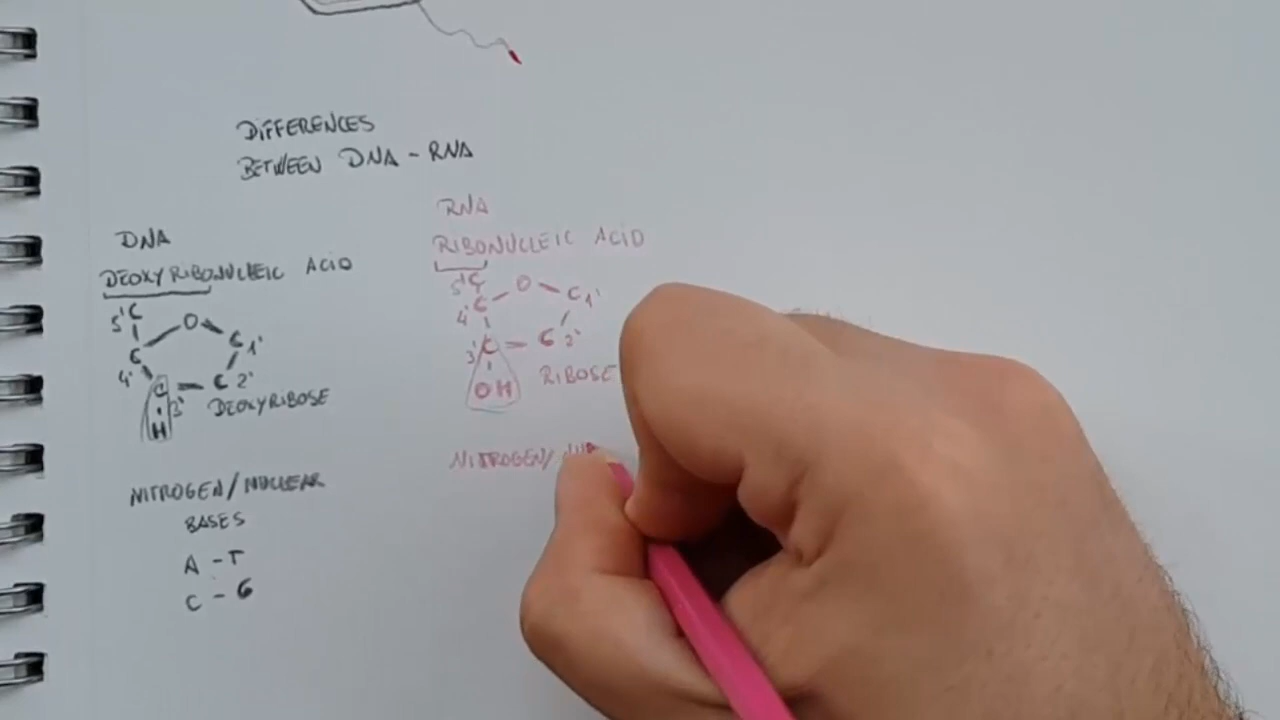 DIFFERENCES
BETWEEN DNA - RNA
DNA
DEOXYRIBONUCLEIC ACID
5' C
O
C
C 1'
4'
C
C 2'
3'
H
DEOXYRIBOSE
NITROGEN/NUCLEAR
BASES
A - T
C - G
RNA
RIBONUCLEIC ACID
5' C
O
C
C 1'
4'
3' C
C 2'
OH
RIBOSE
NITROGEN/